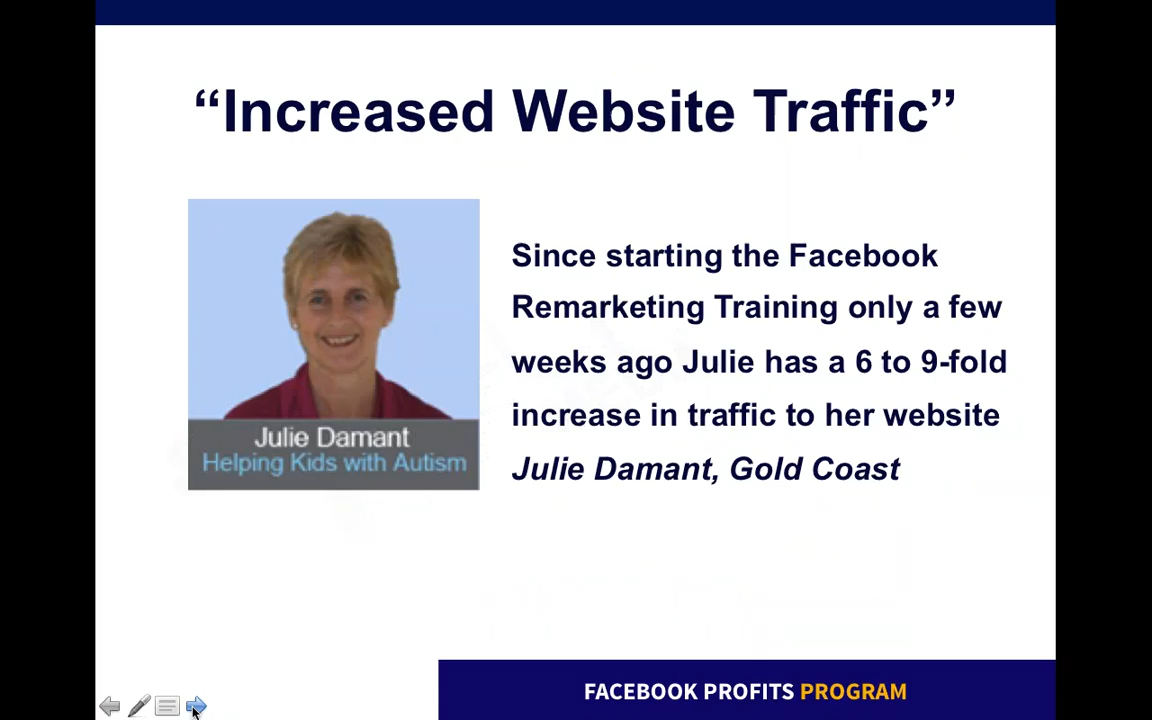 “Increased Website Traffic”
Since starting the Facebook
Remarketing Training only a few
weeks ago Julie has a 6 to 9-fold
increase in traffic to her website
Julie Damant, Gold Coast
Julie Damant
Helping Kids with Autism
FACEBOOK PROFITS PROGRAM